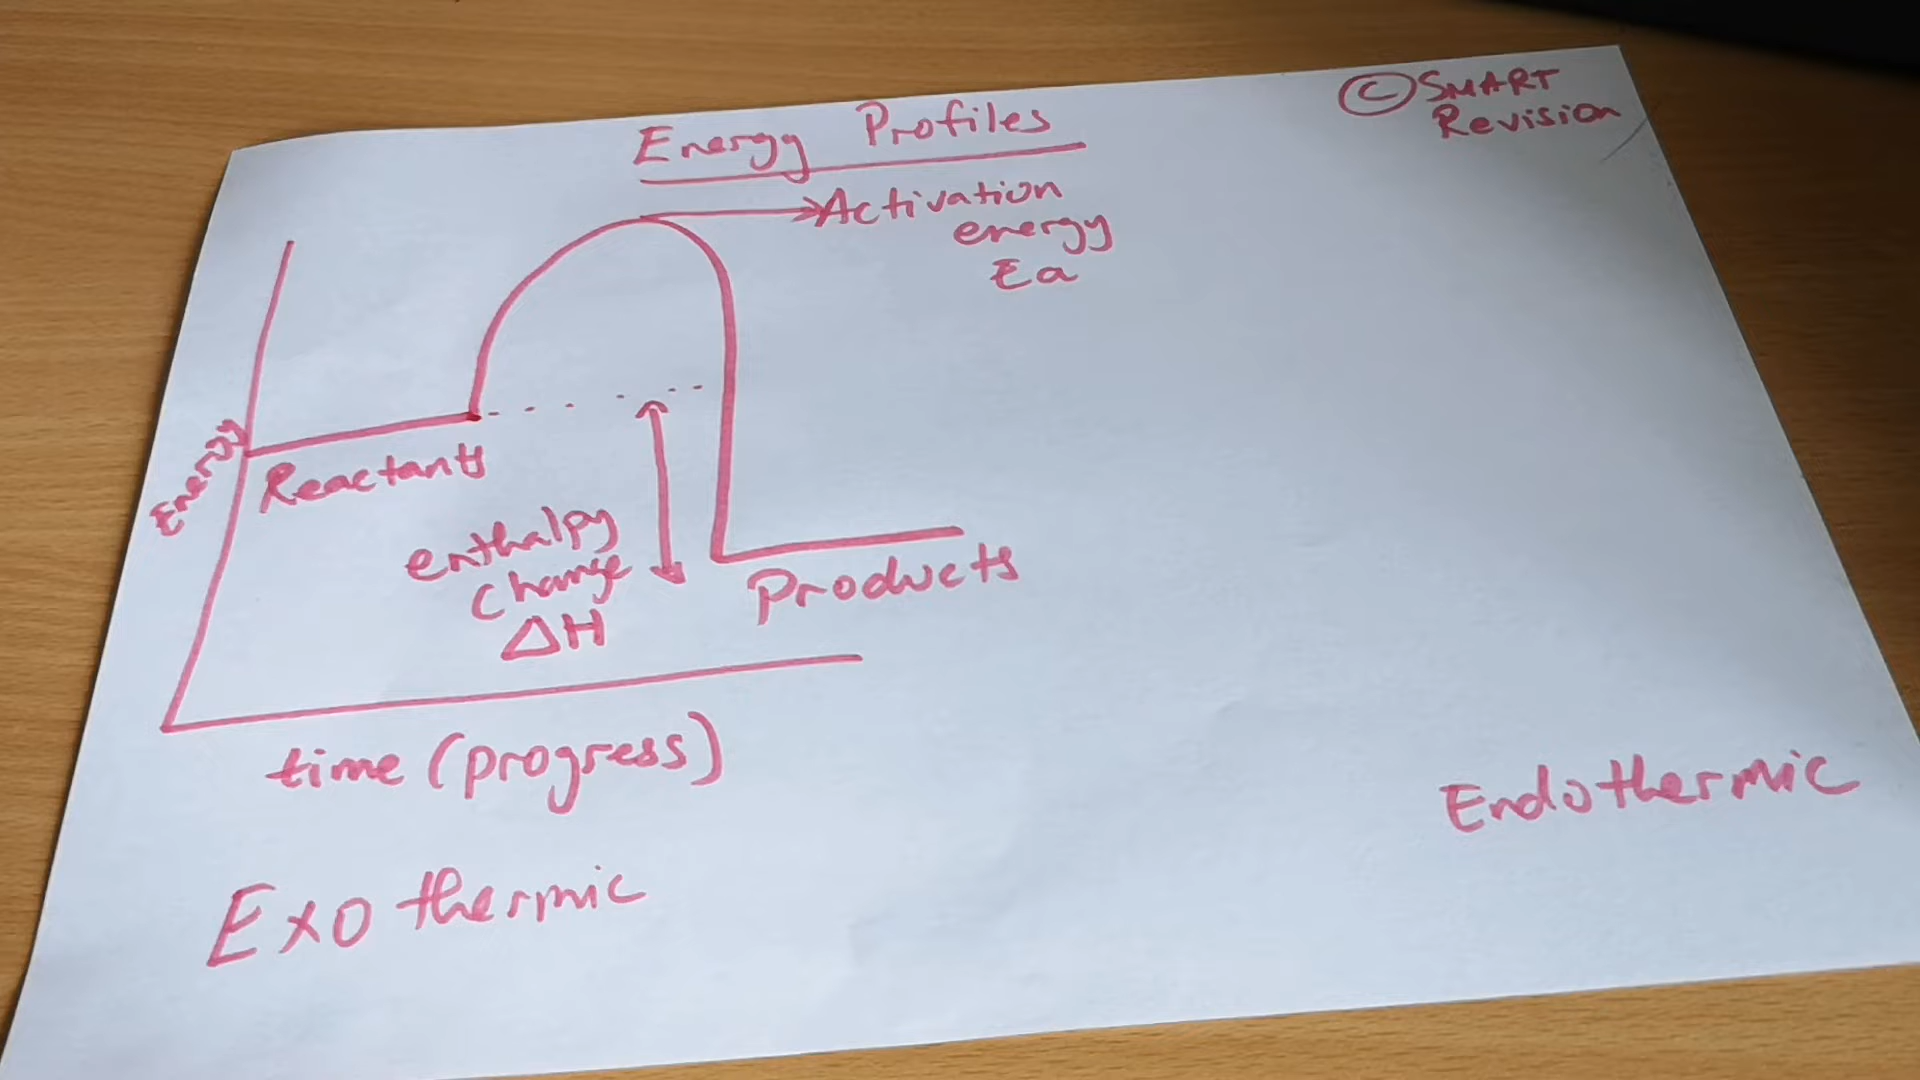 Energy Profiles
© SMART
Revision
Activation
energy
Ea
Energy
Reactants
enthalpy
change
ΔH
Products
time (progress)
Exothermic
Endothermic